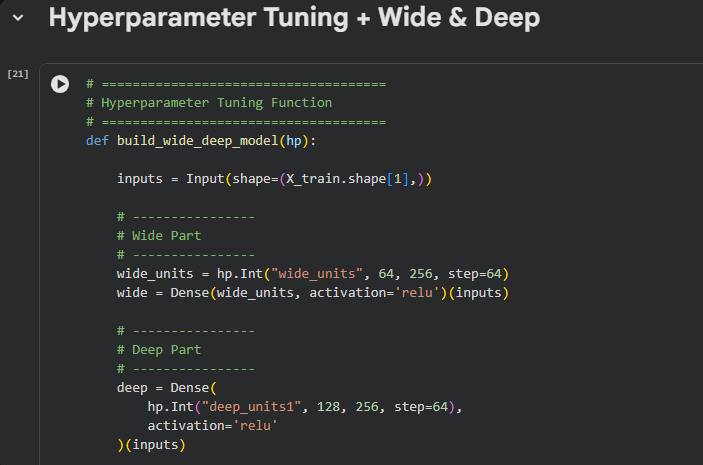 Hyperparameter Tuning + Wide & Deep
[21]
# =====================================
# Hyperparameter Tuning Function
# =====================================
def build_wide_deep_model(hp):
inputs = Input(shape=(X_train.shape[1],))
# ----------------
# Wide Part
# ----------------
wide_units = hp.Int("wide_units", 64, 256, step=64)
wide = Dense(wide_units, activation='relu')(inputs)
# ----------------
# Deep Part
# ----------------
deep = Dense(
hp.Int("deep_units1", 128, 256, step=64),
activation='relu'
)(inputs)